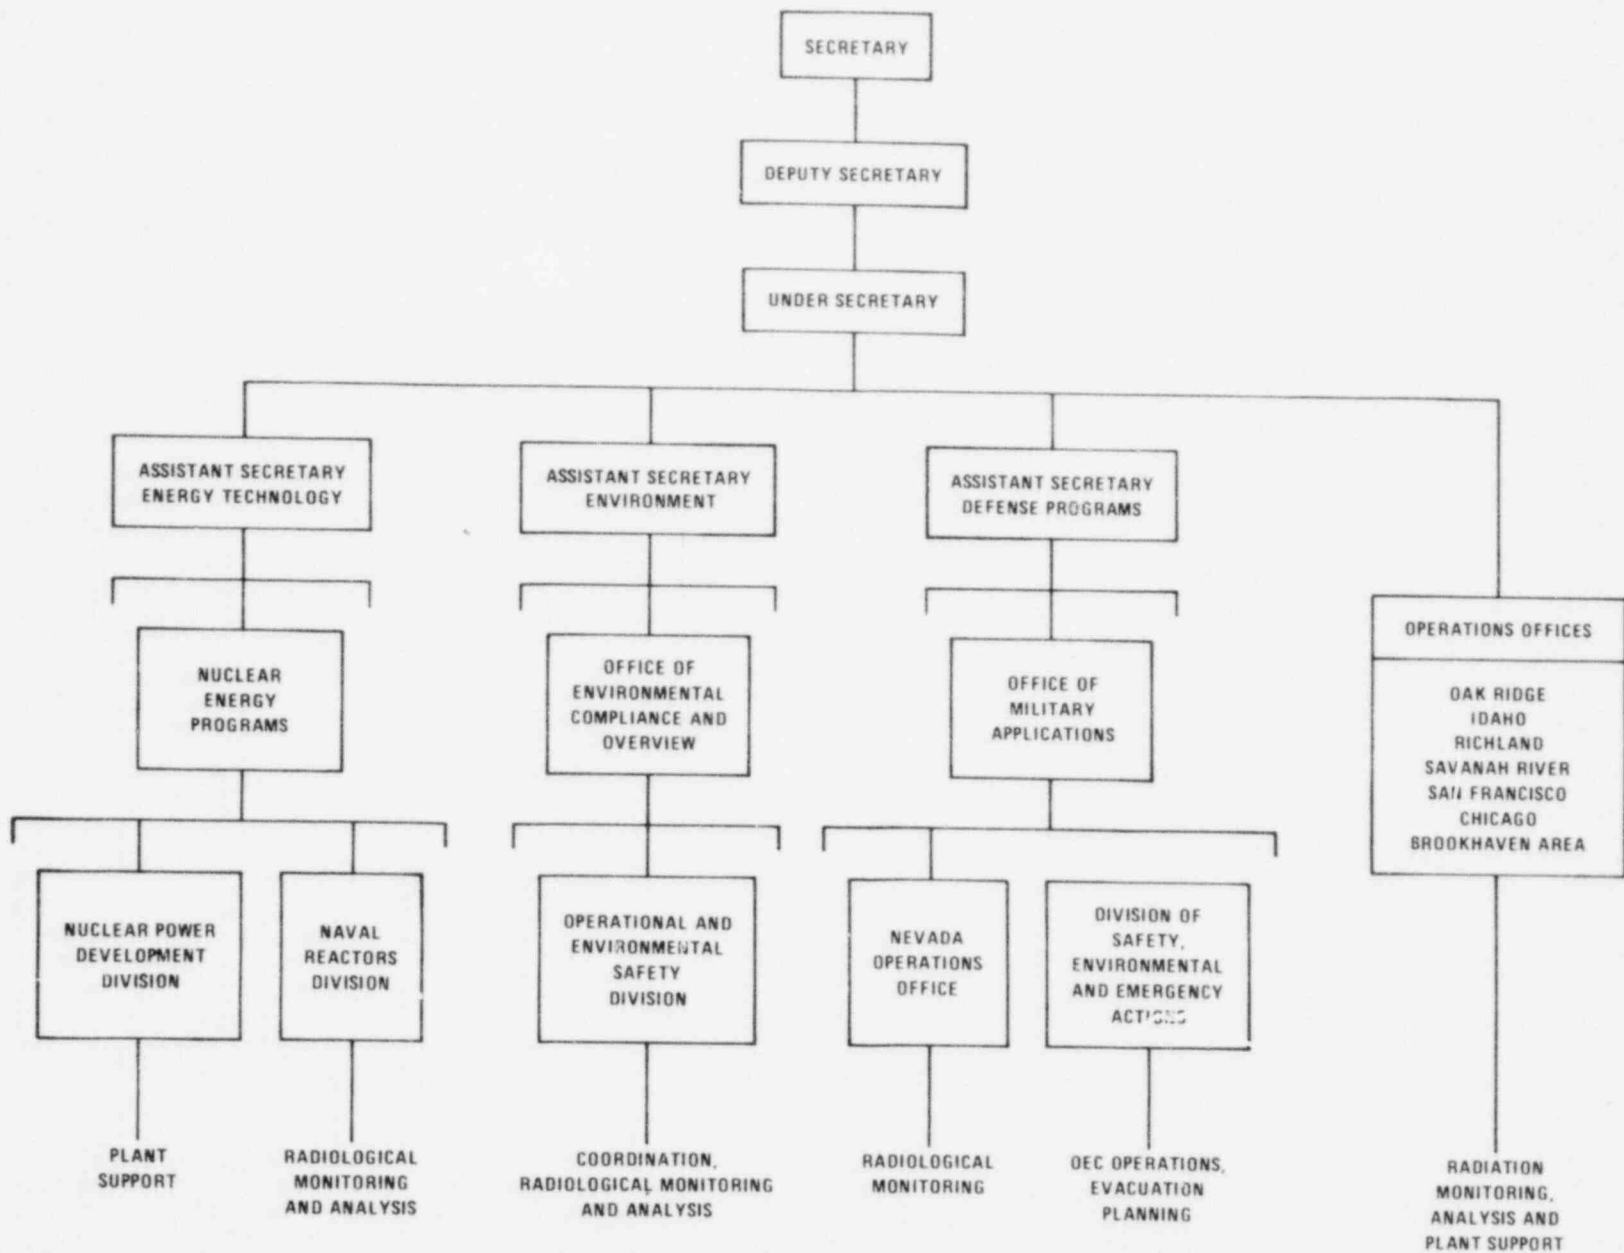 SECRETARY
DEPUTY SECRETARY
UNDER SECRETARY
ASSISTANT SECRETARY
ENERGY TECHNOLOGY
ASSISTANT SECRETARY
ENVIRONMENT
ASSISTANT SECRETARY
DEFENSE PROGRAMS
OPERATIONS OFFICES
OAK RIDGE
IDAHO
RICHLAND
SAVANAH RIVER
SAN FRANCISCO
CHICAGO
BROOKHAVEN AREA
NUCLEAR
ENERGY
PROGRAMS
OFFICE OF
ENVIRONMENTAL
COMPLIANCE AND
OVERVIEW
OFFICE OF
MILITARY
APPLICATIONS
NUCLEAR POWER
DEVELOPMENT
DIVISION
NAVAL
REACTORS
DIVISION
OPERATIONAL AND
ENVIRONMENTAL
SAFETY
DIVISION
NEVADA
OPERATIONS
OFFICE
DIVISION OF
SAFETY,
ENVIRONMENTAL
AND EMERGENCY
ACTIONS
PLANT
SUPPORT
RADIOLOGICAL
MONITORING
AND ANALYSIS
COORDINATION,
RADIOLOGICAL MONITORING
AND ANALYSIS
RADIOLOGICAL
MONITORING
OEC OPERATIONS,
EVACUATION
PLANNING
RADIATION
MONITORING,
ANALYSIS AND
PLANT SUPPORT